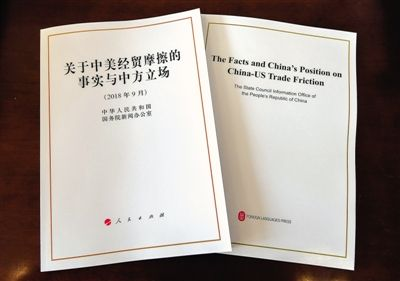 关于中美经贸摩擦的
事实与中方立场
(2018年9月)
中华人民共和国
国务院新闻办公室
人民出版社
The Facts and China's Position on
China-US Trade Friction
The State Council Information Office of
the People's Republic of China
FOREIGN LANGUAGES PRESS